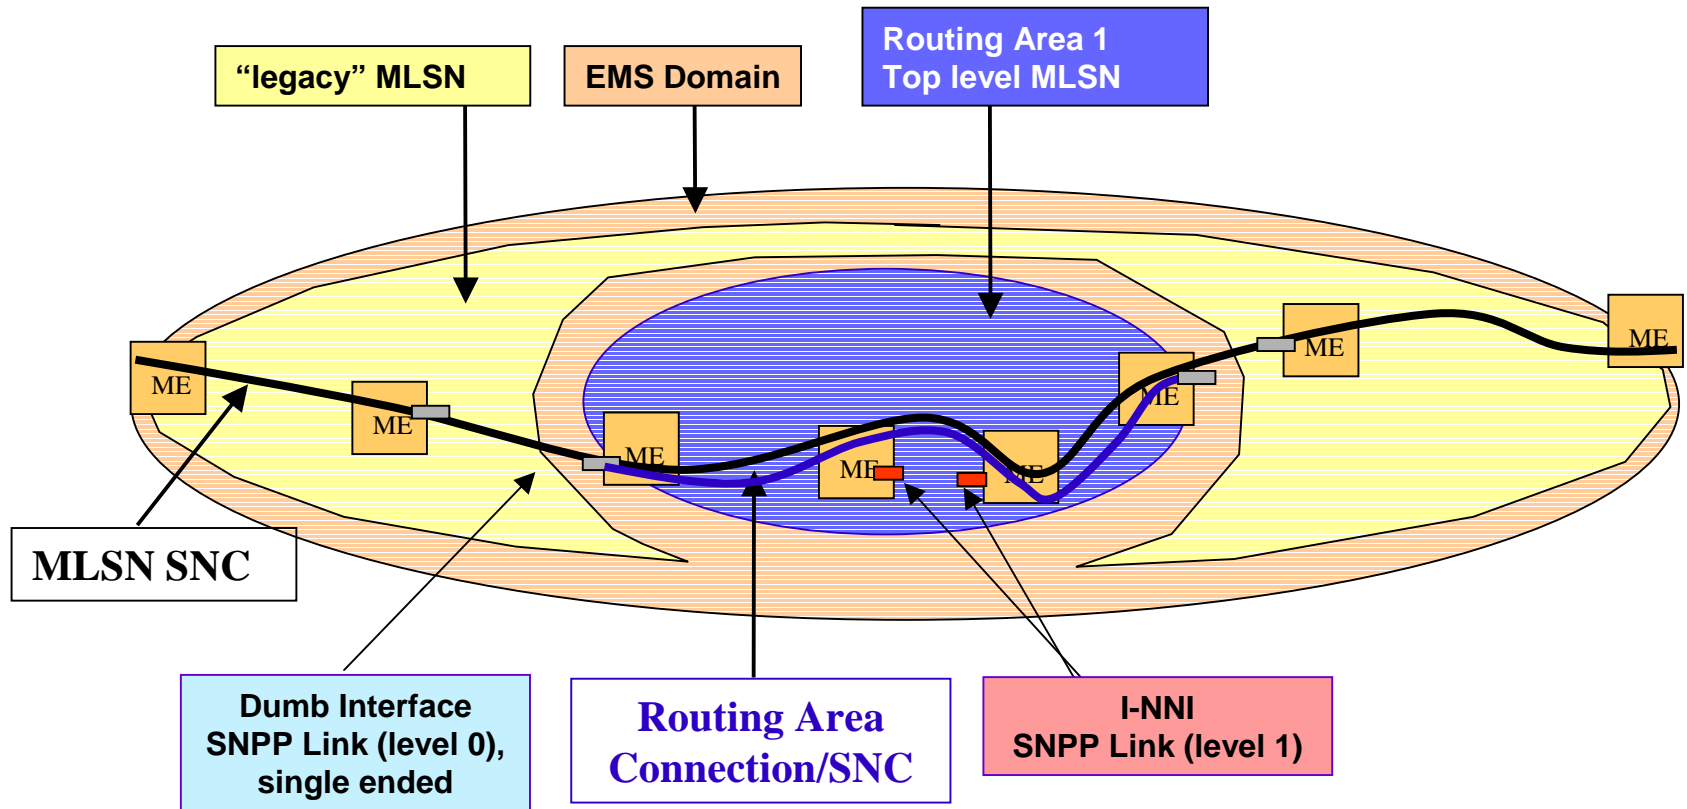 “legacy” MLSN
EMS Domain
Routing Area 1
Top level MLSN
ME
ME
ME
ME
ME
ME
ME
ME
MLSN SNC
Dumb Interface
SNPP Link (level 0),
single ended
Routing Area
Connection/SNC
I-NNI
SNPP Link (level 1)